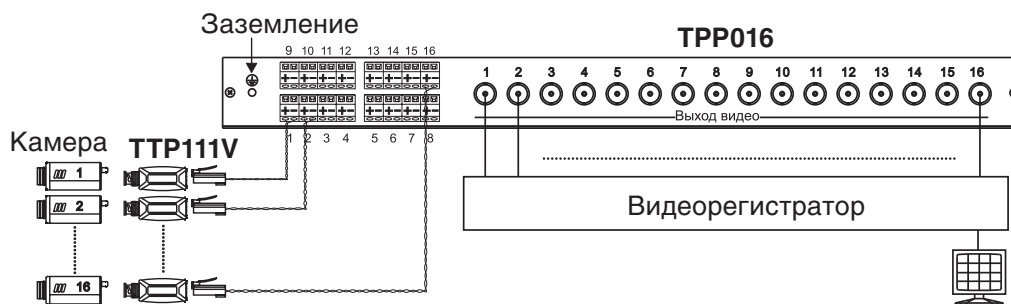 Заземление
TPP016
9 10 11 12 13 14 15 16
+- +- +- +- +- +- +- +-
+- +- +- +- +- +- +- +-
1 2 3 4 5 6 7 8
1 2 3 4 5 6 7 8 9 10 11 12 13 14 15 16
Выход видео
Камера
TTP111V
1
2
16
Видеорегистратор